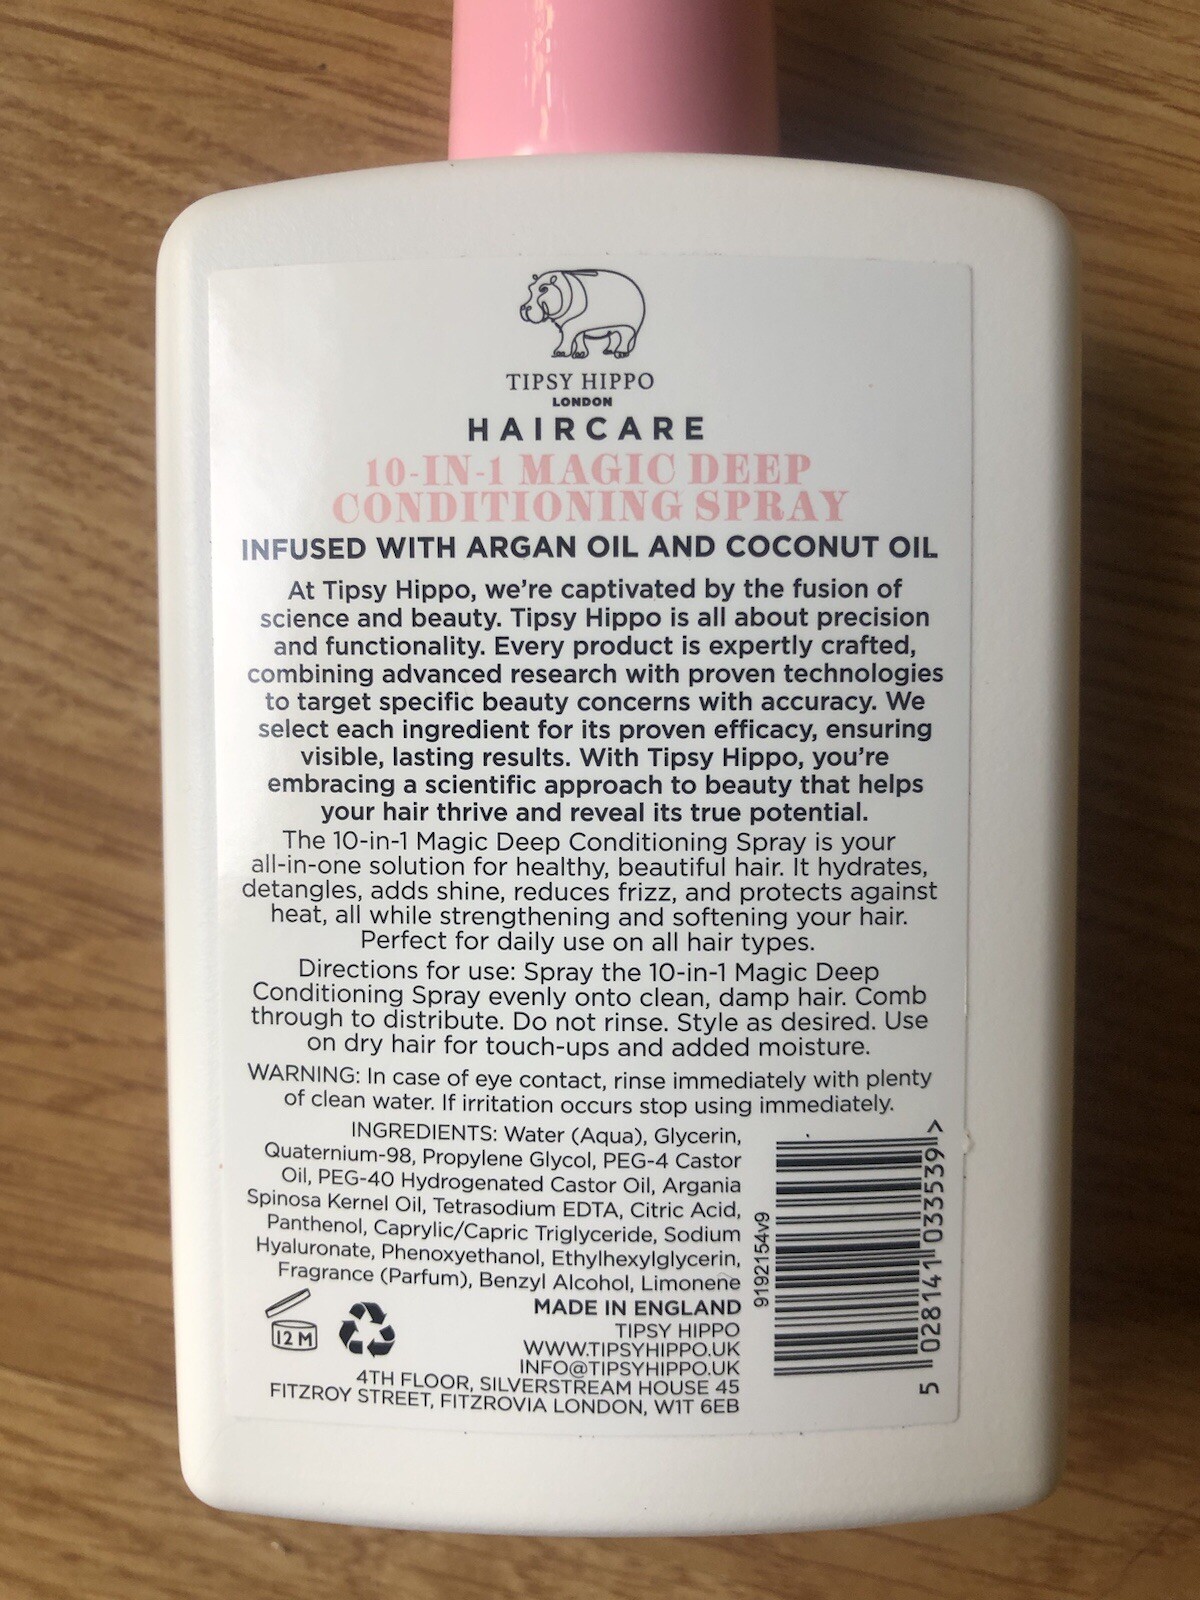 TIPSY HIPPO
LONDON
HAIRCARE
10-IN-1 MAGIC DEEP
CONDITIONING SPRAY
INFUSED WITH ARGAN OIL AND COCONUT OIL
At Tipsy Hippo, we're captivated by the fusion of
science and beauty. Tipsy Hippo is all about precision
and functionality. Every product is expertly crafted,
combining advanced research with proven technologies
to target specific beauty concerns with accuracy. We
select each ingredient for its proven efficacy, ensuring
visible, lasting results. With Tipsy Hippo, you're
embracing a scientific approach to beauty that helps
your hair thrive and reveal its true potential.
The 10-in-1 Magic Deep Conditioning Spray is your
all-in-one solution for healthy, beautiful hair. It hydrates,
detangles, adds shine, reduces frizz, and protects against
heat, all while strengthening and softening your hair.
Perfect for daily use on all hair types.
Directions for use: Spray the 10-in-1 Magic Deep
Conditioning Spray evenly onto clean, damp hair. Comb
through to distribute. Do not rinse. Style as desired. Use
on dry hair for touch-ups and added moisture.
WARNING: In case of eye contact, rinse immediately with plenty
of clean water. If irritation occurs stop using immediately.
INGREDIENTS: Water (Aqua), Glycerin,
Quaternium-98, Propylene Glycol, PEG-4 Castor
Oil, PEG-40 Hydrogenated Castor Oil, Argania
Spinosa Kernel Oil, Tetrasodium EDTA, Citric Acid,
Panthenol, Caprylic/Capric Triglyceride, Sodium
Hyaluronate, Phenoxyethanol, Ethylhexylglycerin,
Fragrance (Parfum), Benzyl Alcohol, Limonene
12 M
MADE IN ENGLAND
TIPSY HIPPO
WWW.TIPSYHIPPO.UK
INFO@TIPSYHIPPO.UK
4TH FLOOR, SILVERSTREAM HOUSE 45
FITZROY STREET, FITZROVIA LONDON, W1T 6EB
9192154v9
5 028141 033539 >